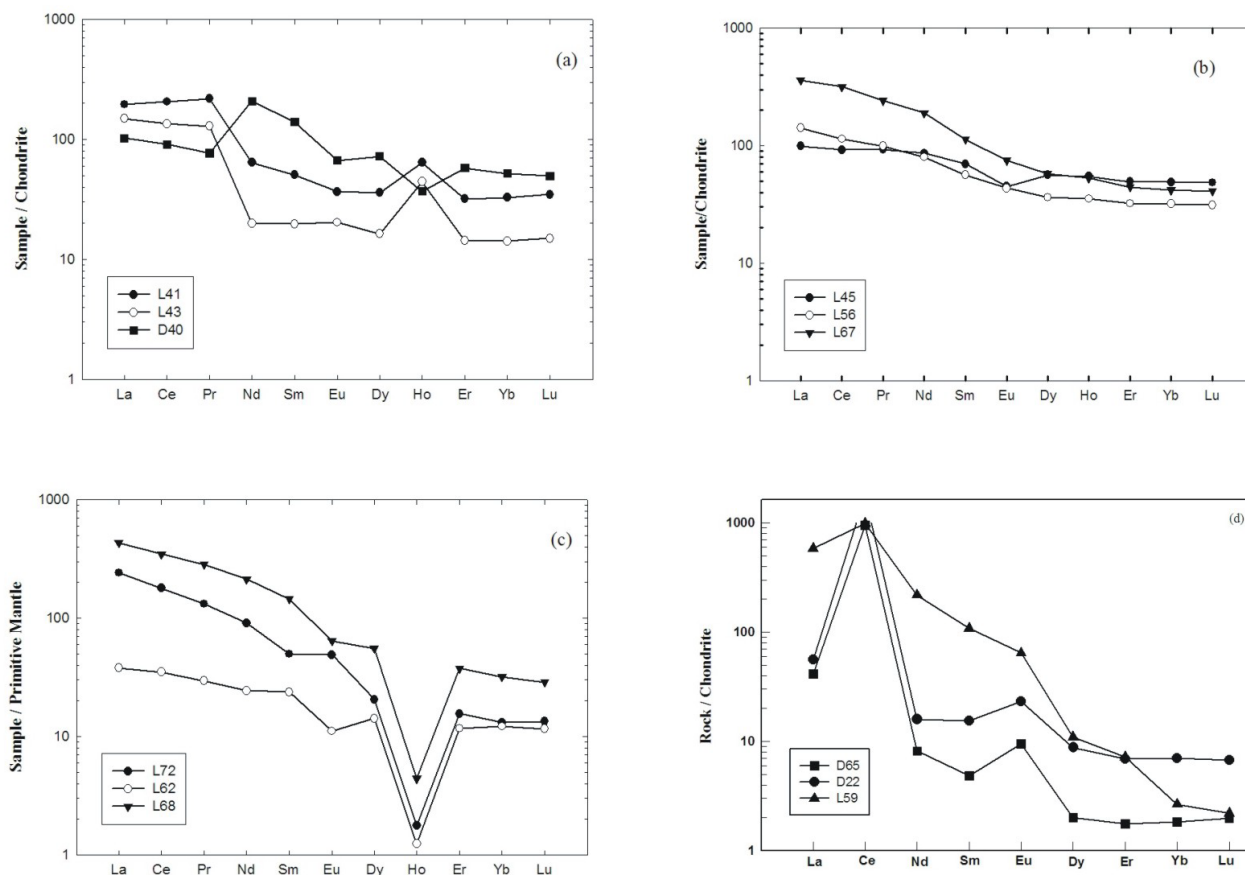 (a)
Sample / Chondrite
1000
100
10
1
L41
L43
D40
La Ce Pr Nd Sm Eu Dy Ho Er Yb Lu
(b)
Sample/Chondrite
1000
100
10
1
L45
L56
L67
La Ce Pr Nd Sm Eu Dy Ho Er Yb Lu
(c)
Sample / Primitive Mantle
1000
100
10
1
L72
L62
L68
La Ce Pr Nd Sm Eu Dy Ho Er Yb Lu
(d)
Rock / Chondrite
1000
100
10
1
D65
D22
L59
La Ce Nd Sm Eu Dy Er Yb Lu